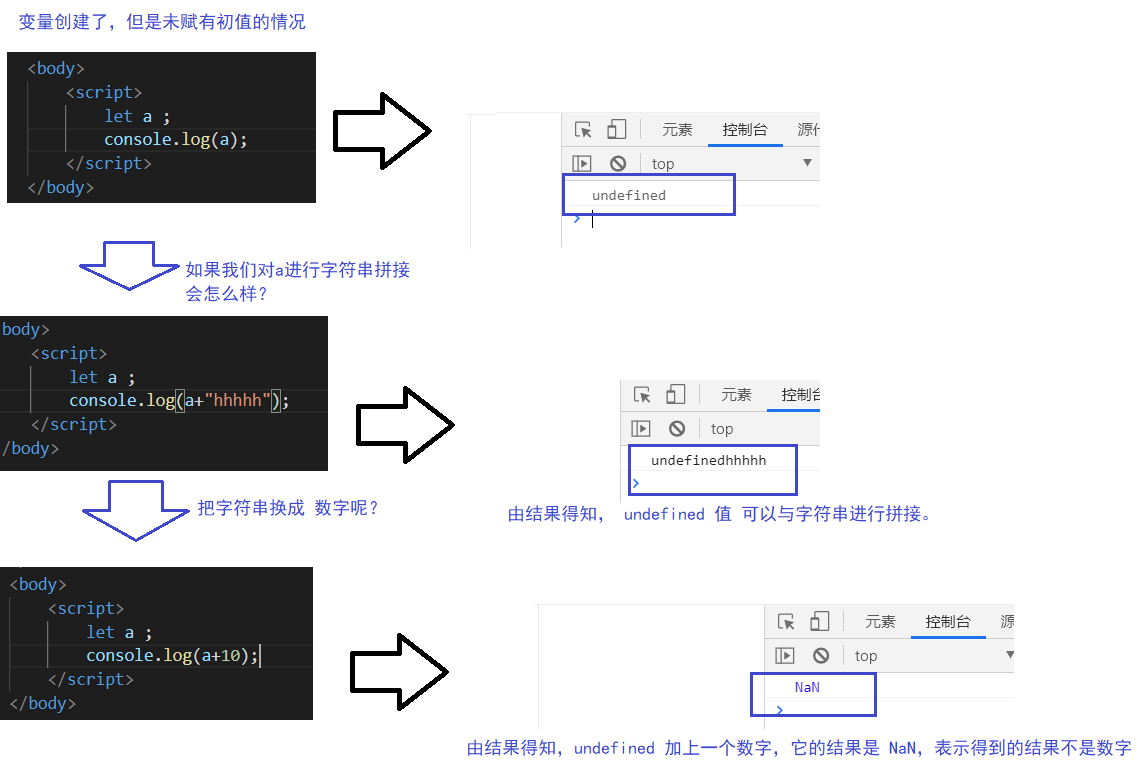 变量创建了，但是未赋有初值的情况
<body>
<script>
let a ;
console.log(a);
</script>
</body>
元素 控制台 源代
top
undefined
如果我们对a进行字符串拼接
会怎么样？
body>
<script>
let a ;
console.log(a+"hhhhh");
</script>
/body>
元素 控制台
top
undefinedhhhhh
由结果得知， undefined 值 可以与字符串进行拼接。
把字符串换成 数字呢？
<body>
<script>
let a ;
console.log(a+10);
</script>
</body>
元素 控制台 源
top
NaN
由结果得知，undefined 加上一个数字，它的结果是 NaN，表示得到的结果不是数字